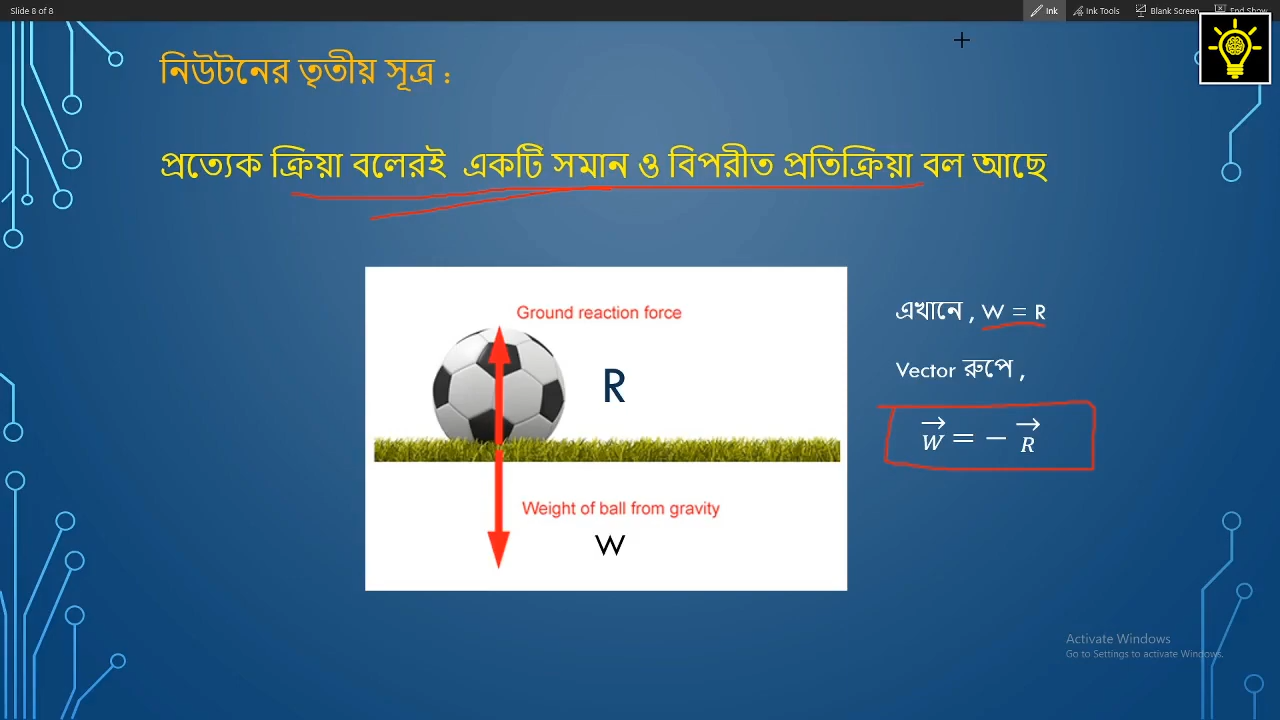 Slide 8 of 8
Ink Ink Tools Blank Screen End Show
নিউটনের তৃতীয় সূত্র :
প্রত্যেক ক্রিয়া বলেরই একটি সমান ও বিপরীত প্রতিক্রিয়া বল আছে
Ground reaction force
R
Weight of ball from gravity
W
এখানে , W = R
Vector রুপে ,
\vec{W} = − \vec{R}
Activate Windows
Go to Settings to activate Windows.